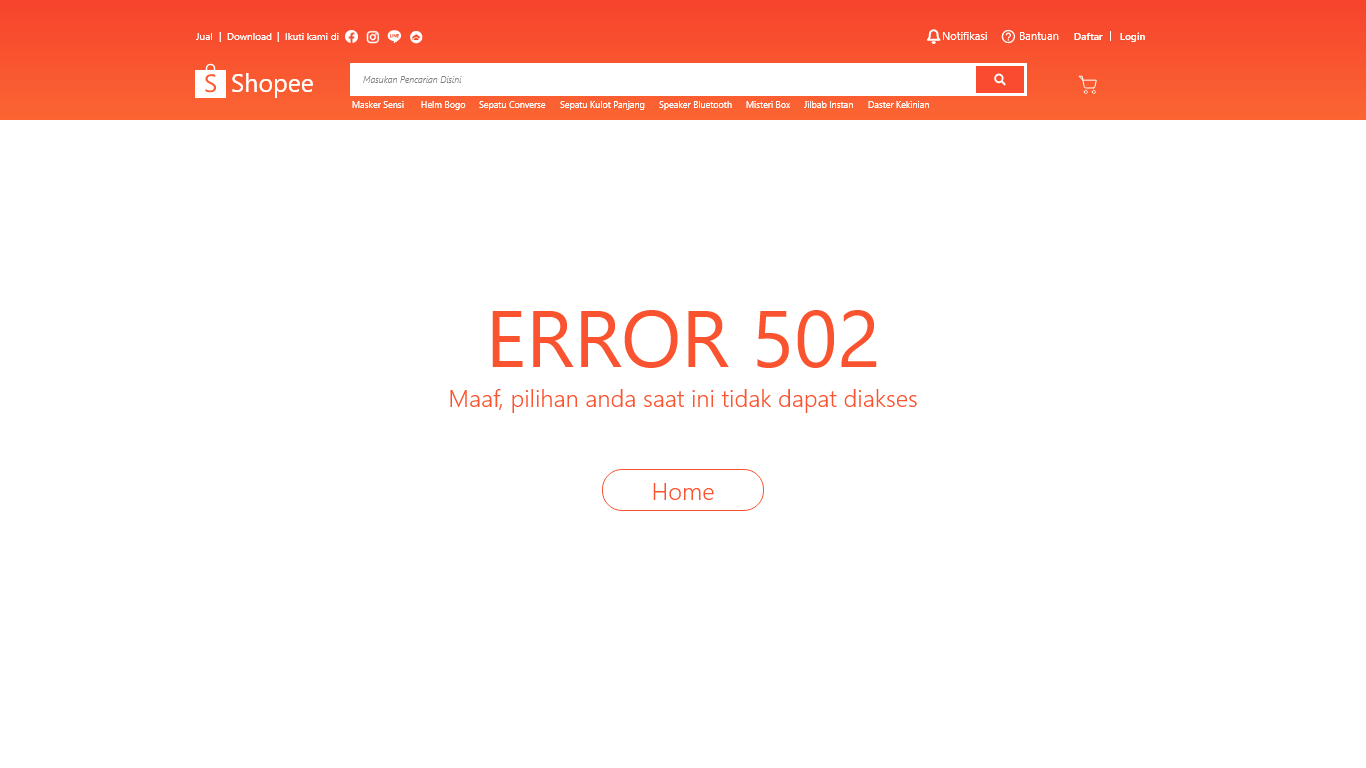 Jual | Download | Ikuti kami di
Notifikasi Bantuan Daftar | Login
S Shopee
Masukan Pencarian Disini
Masker Sensi Helm Bogo Sepatu Converse Sepatu Kulot Panjang Speaker Bluetooth Misteri Box Jilbab Instan Daster Kekinian
ERROR 502
Maaf, pilihan anda saat ini tidak dapat diakses
Home